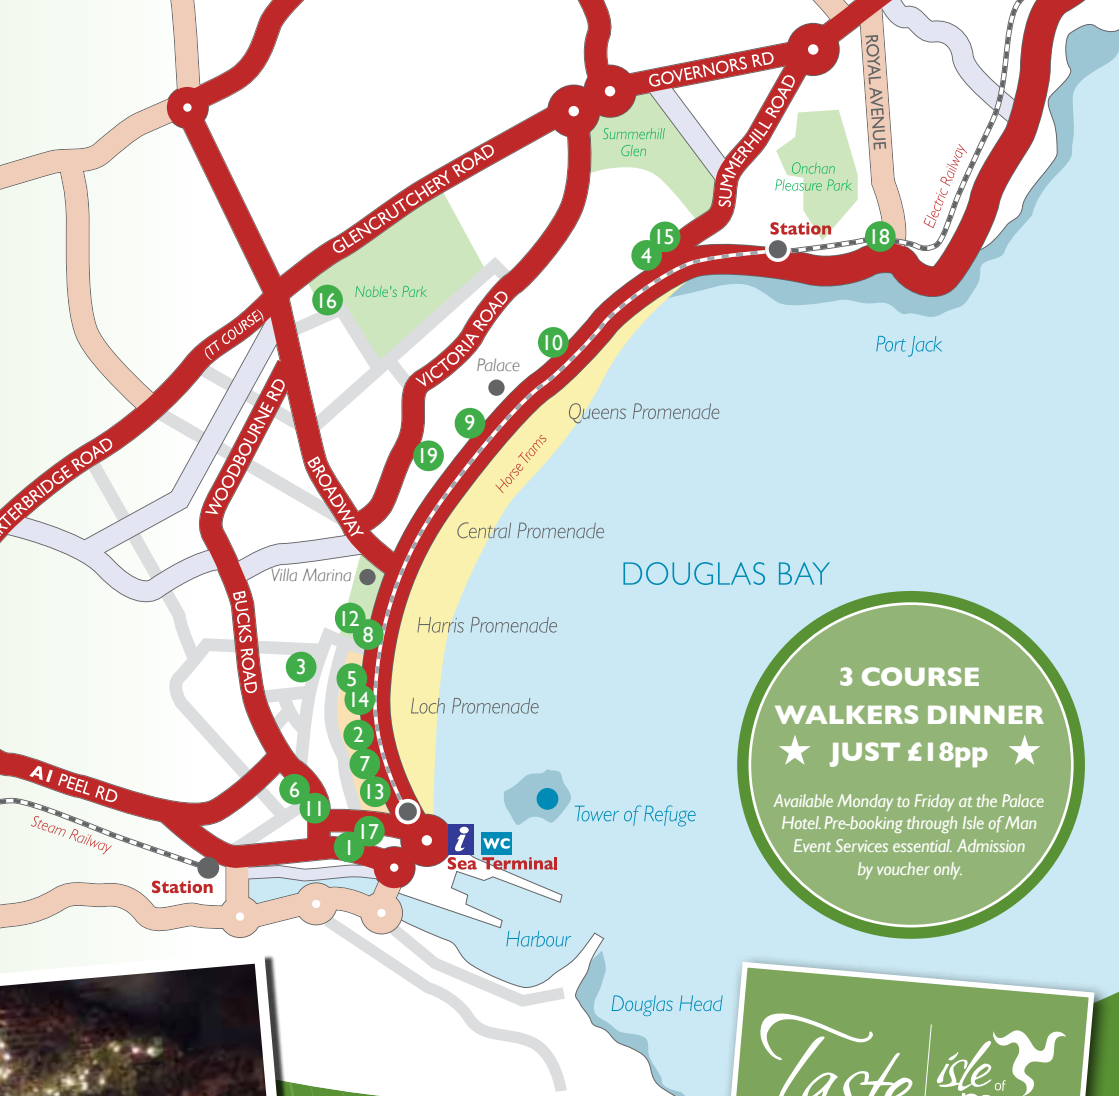 ROYAL AVENUE
GOVERNORS RD
SUMMERHILL ROAD
Summerhill
Glen
Onchan
Pleasure Park
Electric Railway
GLENCRUTCHERY ROAD
Station
15
4
18
16
Noble's Park
(TT COURSE)
VICTORIA ROAD
10
Port Jack
Palace
WOODBOURNE RD
Queens Promenade
9
Horse Trams
19
RTERBRIDGE ROAD
BROADWAY
Central Promenade
Villa Marina
DOUGLAS BAY
BUCKS ROAD
12
8
Harris Promenade
3
5
14
Loch Promenade
2
7
13
A1 PEEL RD
6
11
Steam Railway
17
1
i
WC
Sea Terminal
Tower of Refuge
Station
Harbour
Douglas Head
3 COURSE
WALKERS DINNER
★ JUST £18pp ★
Available Monday to Friday at the Palace
Hotel. Pre-booking through Isle of Man
Event Services essential. Admission
by voucher only.
Taste
isle
of